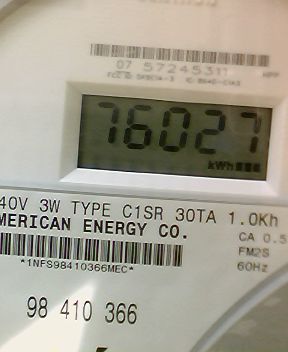 07 57245311
76027
kWh
40V 3W TYPE C1SR 30TA 1.0Kh
MERICAN ENERGY CO.
CA 0.5
*1NFS98410366MEC*
FM2S
60Hz
98 410 366